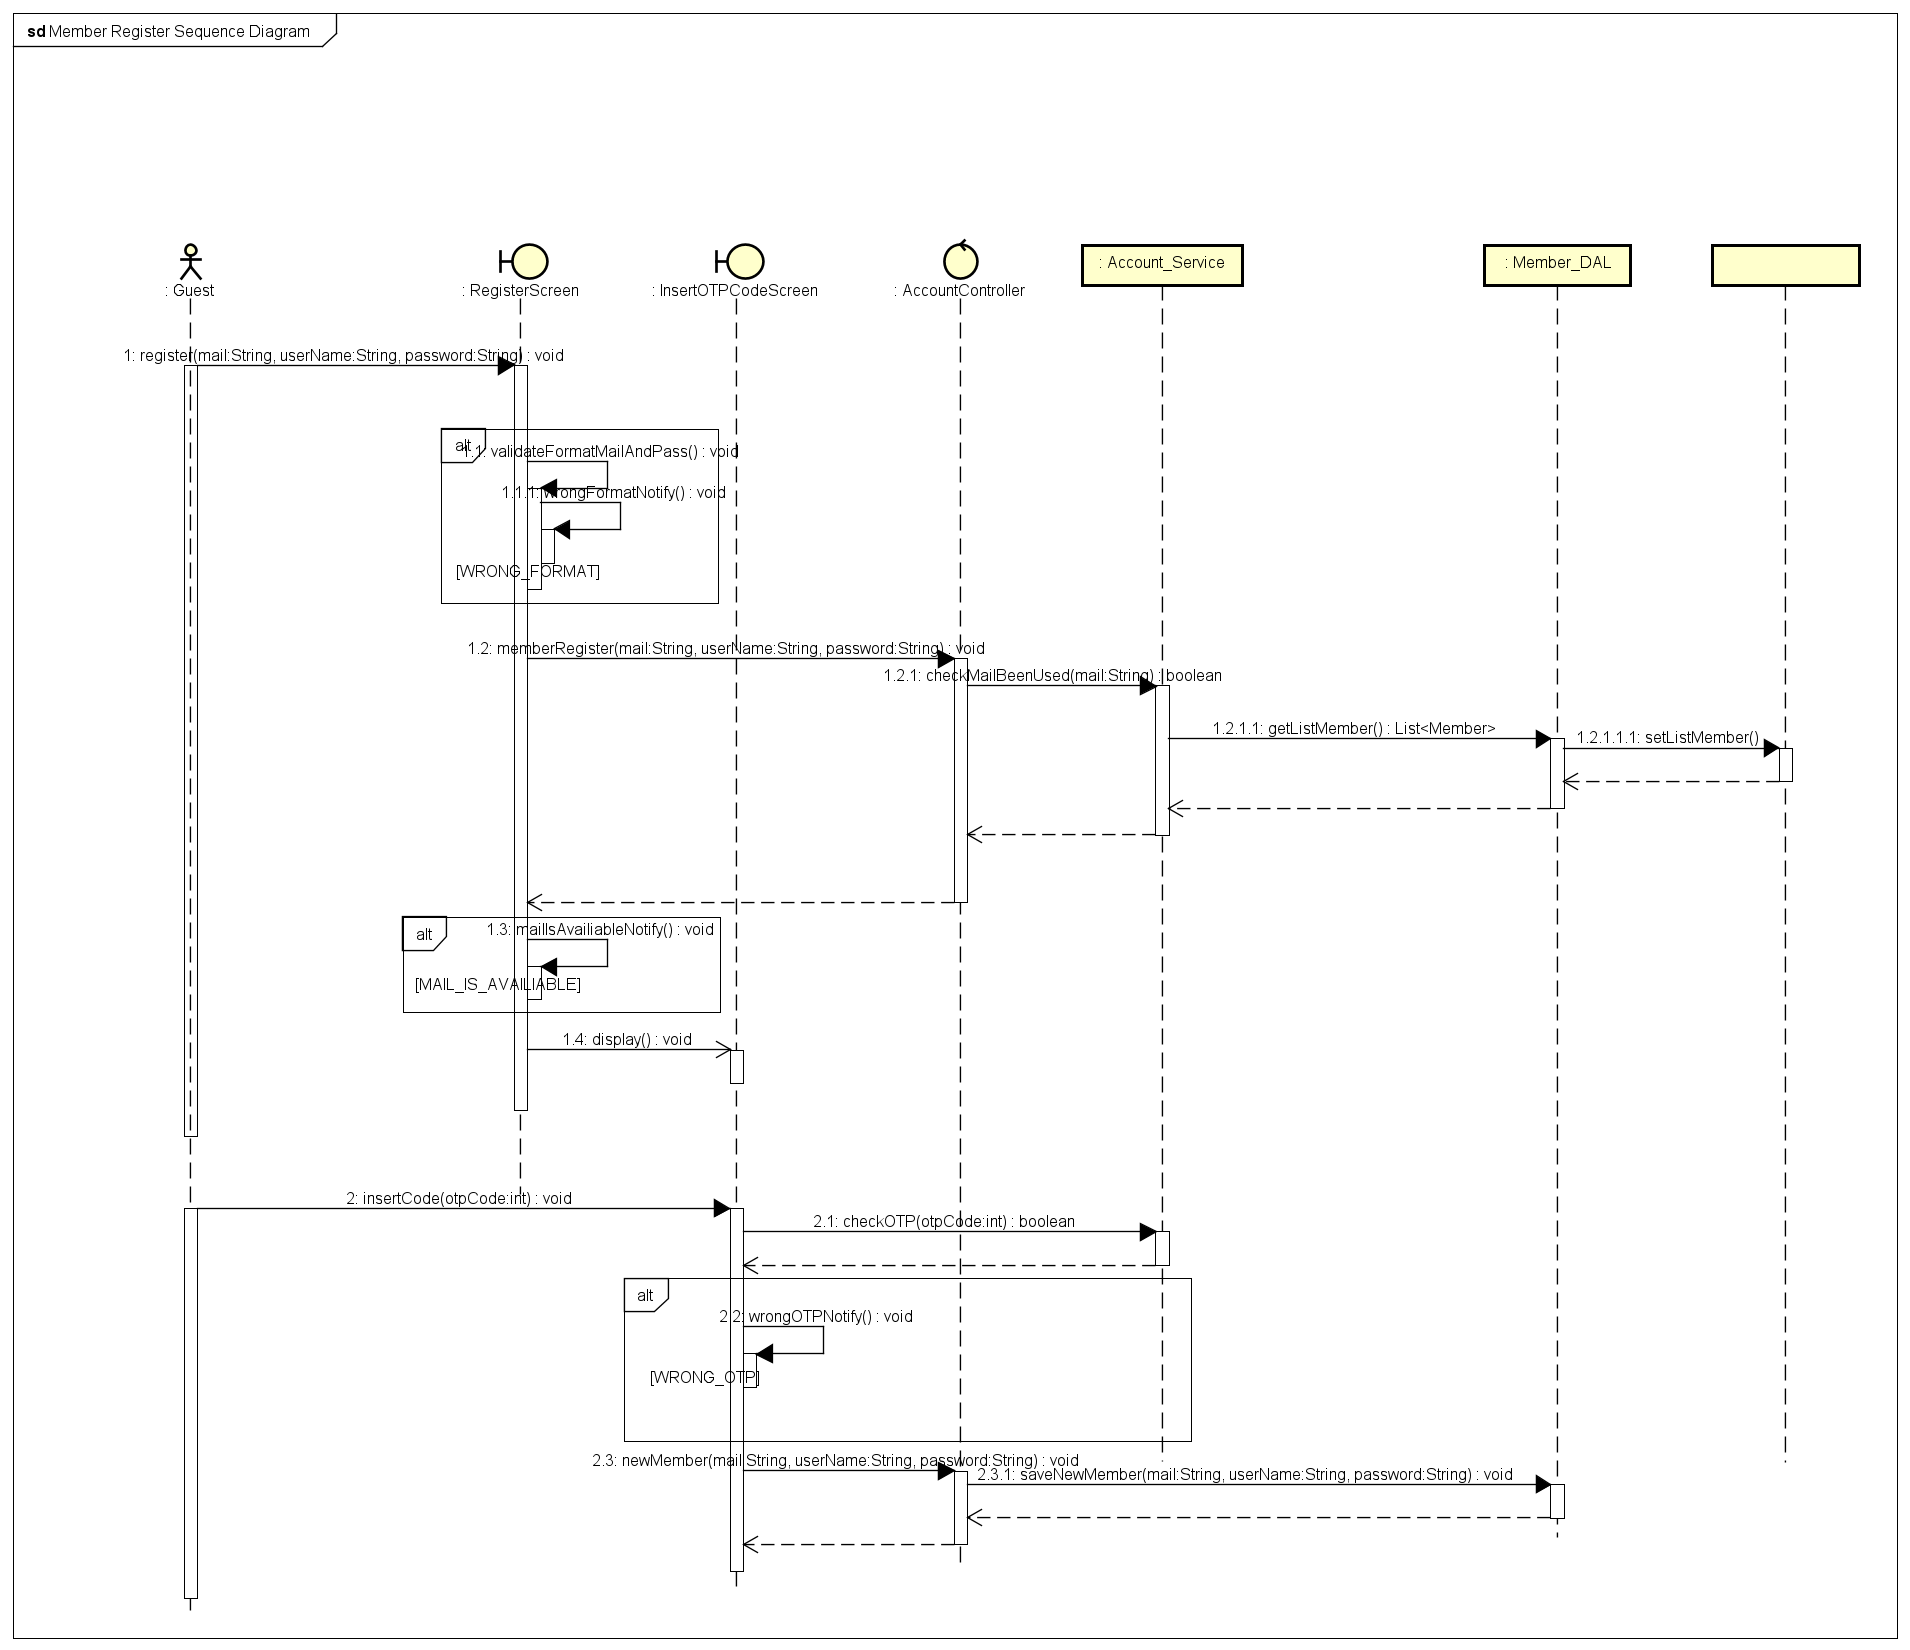 sd Member Register Sequence Diagram
: Guest
: RegisterScreen
: InsertOTPCodeScreen
: AccountController
: Account_Service
: Member_DAL
1: register(mail:String, userName:String, password:String) : void
alt
1.1: validateFormatMailAndPass() : void
1.1.1: wrongFormatNotify() : void
[WRONG_FORMAT]
1.2: memberRegister(mail:String, userName:String, password:String) : void
1.2.1: checkMailBeenUsed(mail:String) : boolean
1.2.1.1: getListMember() : List<Member>
1.2.1.1.1: setListMember()
alt
1.3: mailIsAvailiableNotify() : void
[MAIL_IS_AVAILIABLE]
1.4: display() : void
2: insertCode(otpCode:int) : void
2.1: checkOTP(otpCode:int) : boolean
alt
2.2: wrongOTPNotify() : void
[WRONG_OTP]
2.3: newMember(mail:String, userName:String, password:String) : void
2.3.1: saveNewMember(mail:String, userName:String, password:String) : void